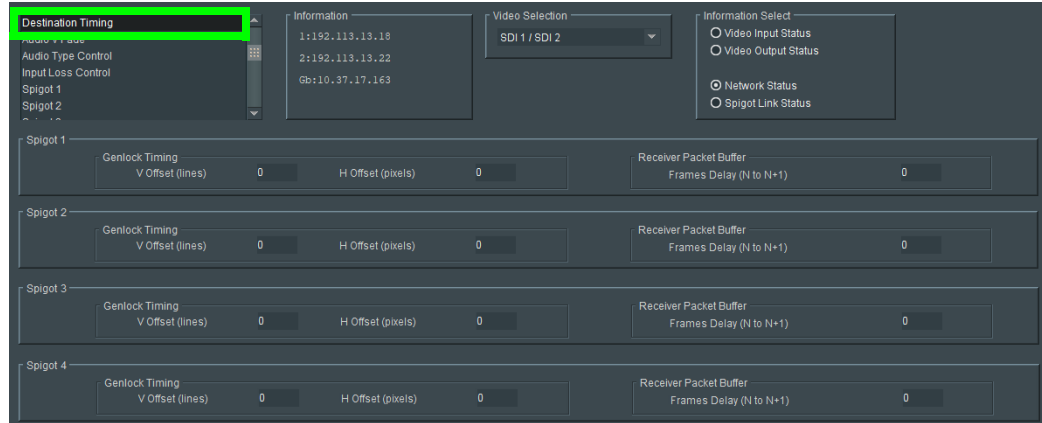 Destination Timing
Audio V Fade
Audio Type Control
Input Loss Control
Spigot 1
Spigot 2
Information
1:192.113.13.18
2:192.113.13.22
Gb:10.37.17.163
Video Selection
SDI 1 / SDI 2
Information Select
Video Input Status
Video Output Status
Network Status
Spigot Link Status
Spigot 1
Genlock Timing
V Offset (lines) 0 H Offset (pixels) 0
Receiver Packet Buffer
Frames Delay (N to N+1) 0
Spigot 2
Genlock Timing
V Offset (lines) 0 H Offset (pixels) 0
Receiver Packet Buffer
Frames Delay (N to N+1) 0
Spigot 3
Genlock Timing
V Offset (lines) 0 H Offset (pixels) 0
Receiver Packet Buffer
Frames Delay (N to N+1) 0
Spigot 4
Genlock Timing
V Offset (lines) 0 H Offset (pixels) 0
Receiver Packet Buffer
Frames Delay (N to N+1) 0